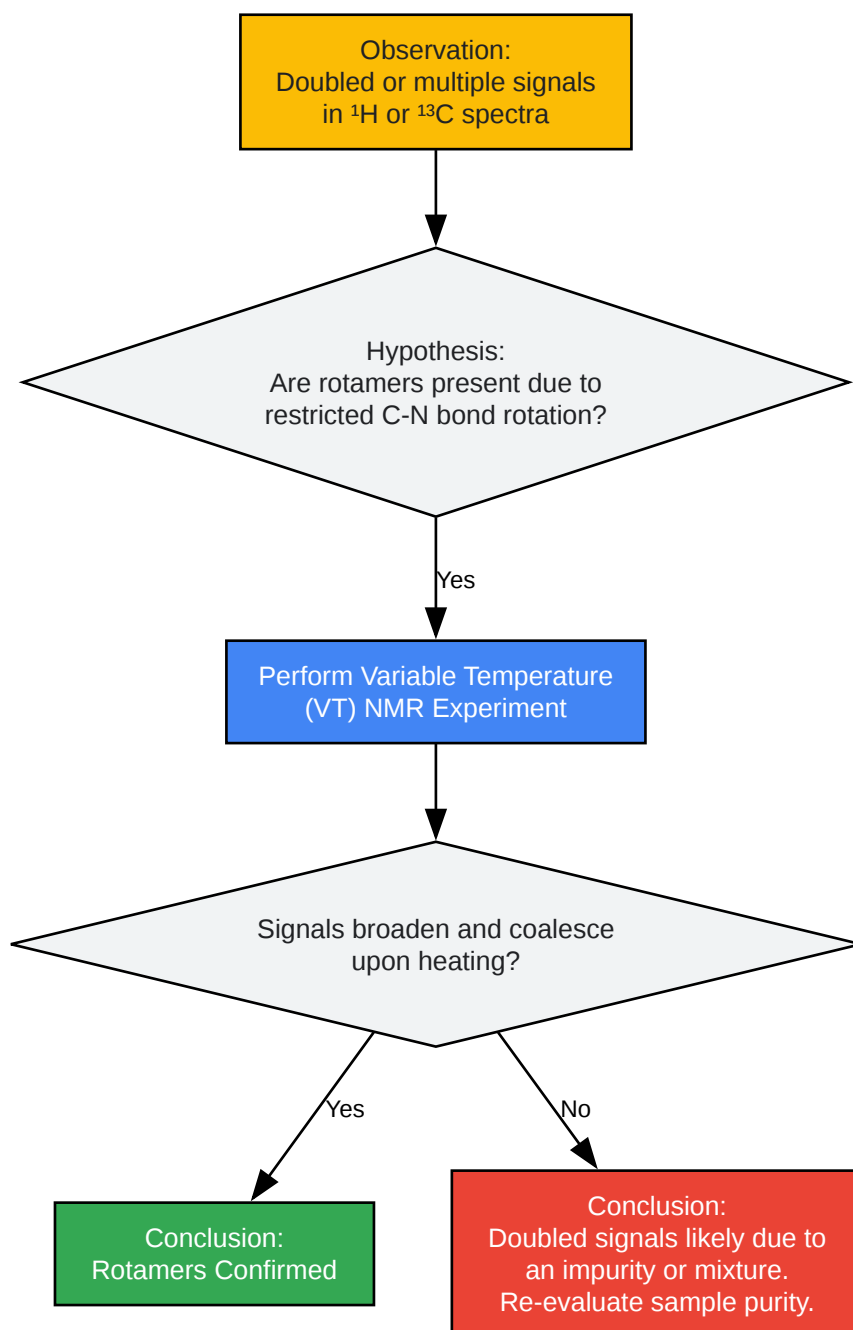 Observation:
Doubled or multiple signals
in ¹H or ¹³C spectra
Hypothesis:
Are rotamers present due to
restricted C-N bond rotation?
Yes
Perform Variable Temperature
(VT) NMR Experiment
Signals broaden and coalesce
upon heating?
Yes
No
Conclusion:
Rotamers Confirmed
Conclusion:
Doubled signals likely due to
an impurity or mixture.
Re-evaluate sample purity.